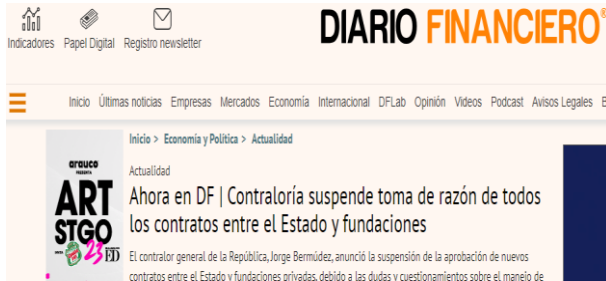 DIARIO FINANCIERO®
Indicadores Papel Digital Registro newsletter
Inicio Últimas noticias Empresas Mercados Economía Internacional DFLab Opinión Videos Podcast Avisos Legales
Inicio > Economía y Política > Actualidad
arauco
PRESENTA
ART
STGO
23 ED
Actualidad
Ahora en DF | Contraloría suspende toma de razón de todos
los contratos entre el Estado y fundaciones
El contralor general de la República, Jorge Bermúdez, anunció la suspensión de la aprobación de nuevos
contratos entre el Estado y fundaciones privadas, debido a las dudas y cuestionamientos sobre el manejo de